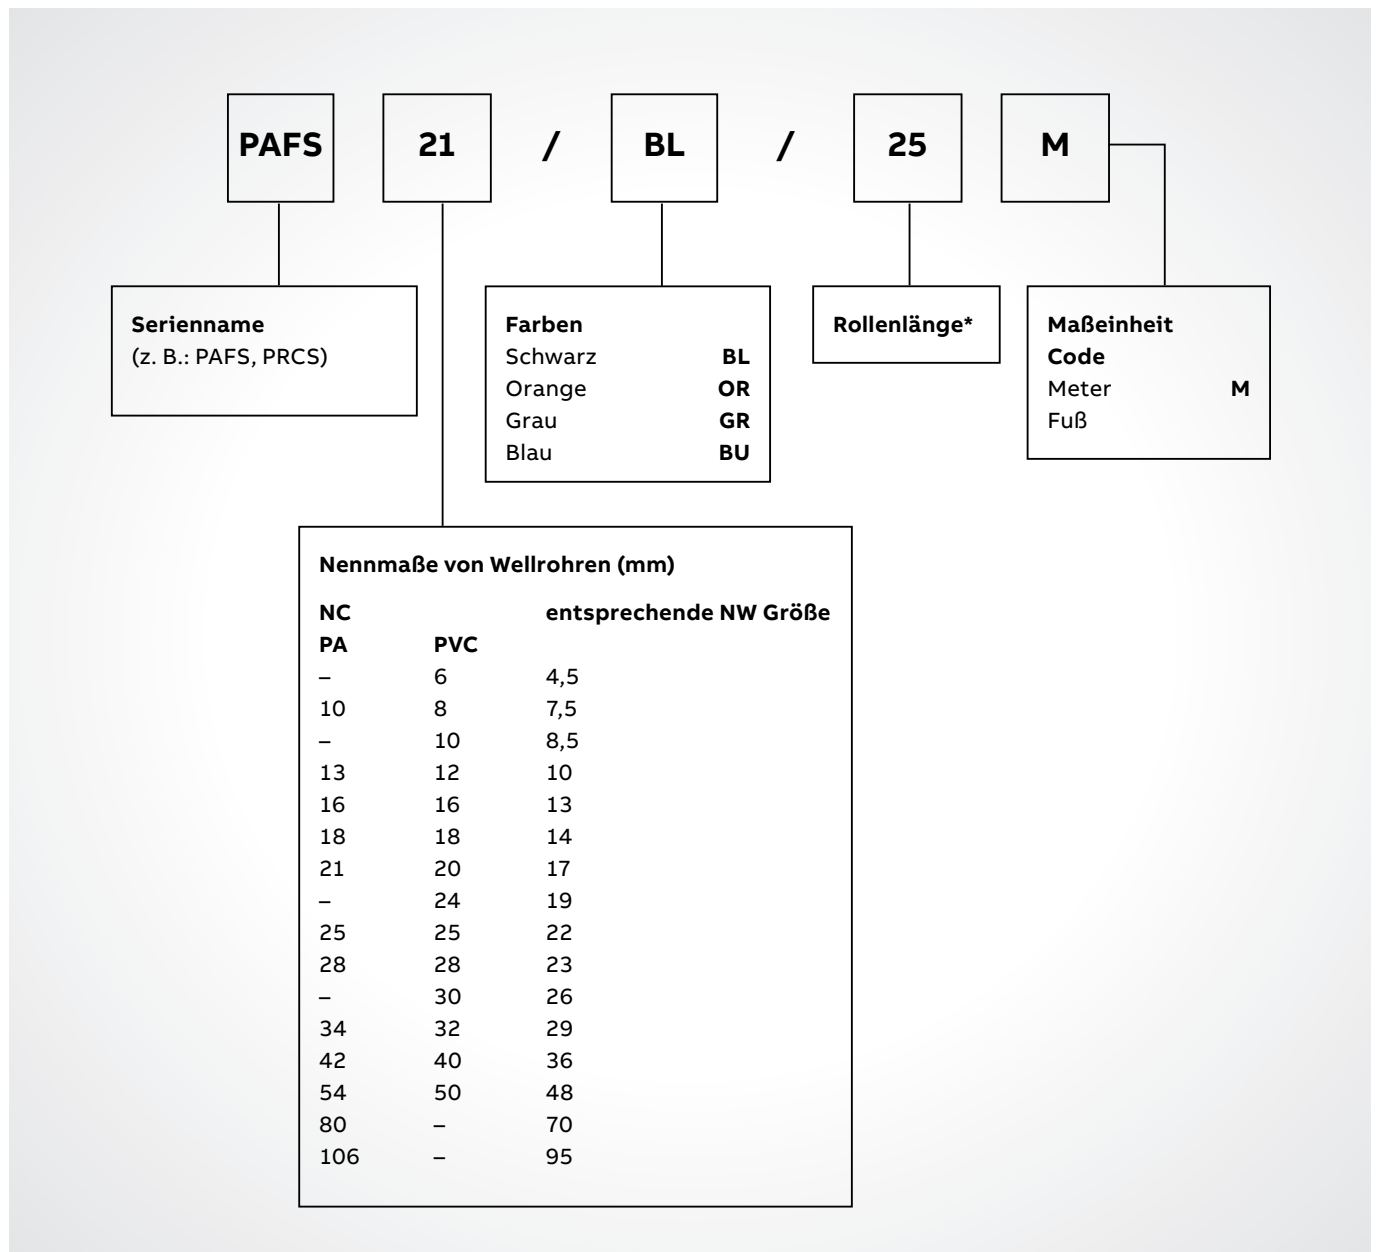 PAFS 21 / BL / 25 M
Serienname
(z. B.: PAFS, PRCS)
Farben
Schwarz BL
Orange OR
Grau GR
Blau BU
Rollenlänge*
Maßeinheit
Code
Meter M
Fuß
Nennmaße von Wellrohren (mm)
NC entsprechende NW Größe
PA PVC
– 6 4,5
10 8 7,5
– 10 8,5
13 12 10
16 16 13
18 18 14
21 20 17
– 24 19
25 25 22
28 28 23
– 30 26
34 32 29
42 40 36
54 50 48
80 – 70
106 – 95